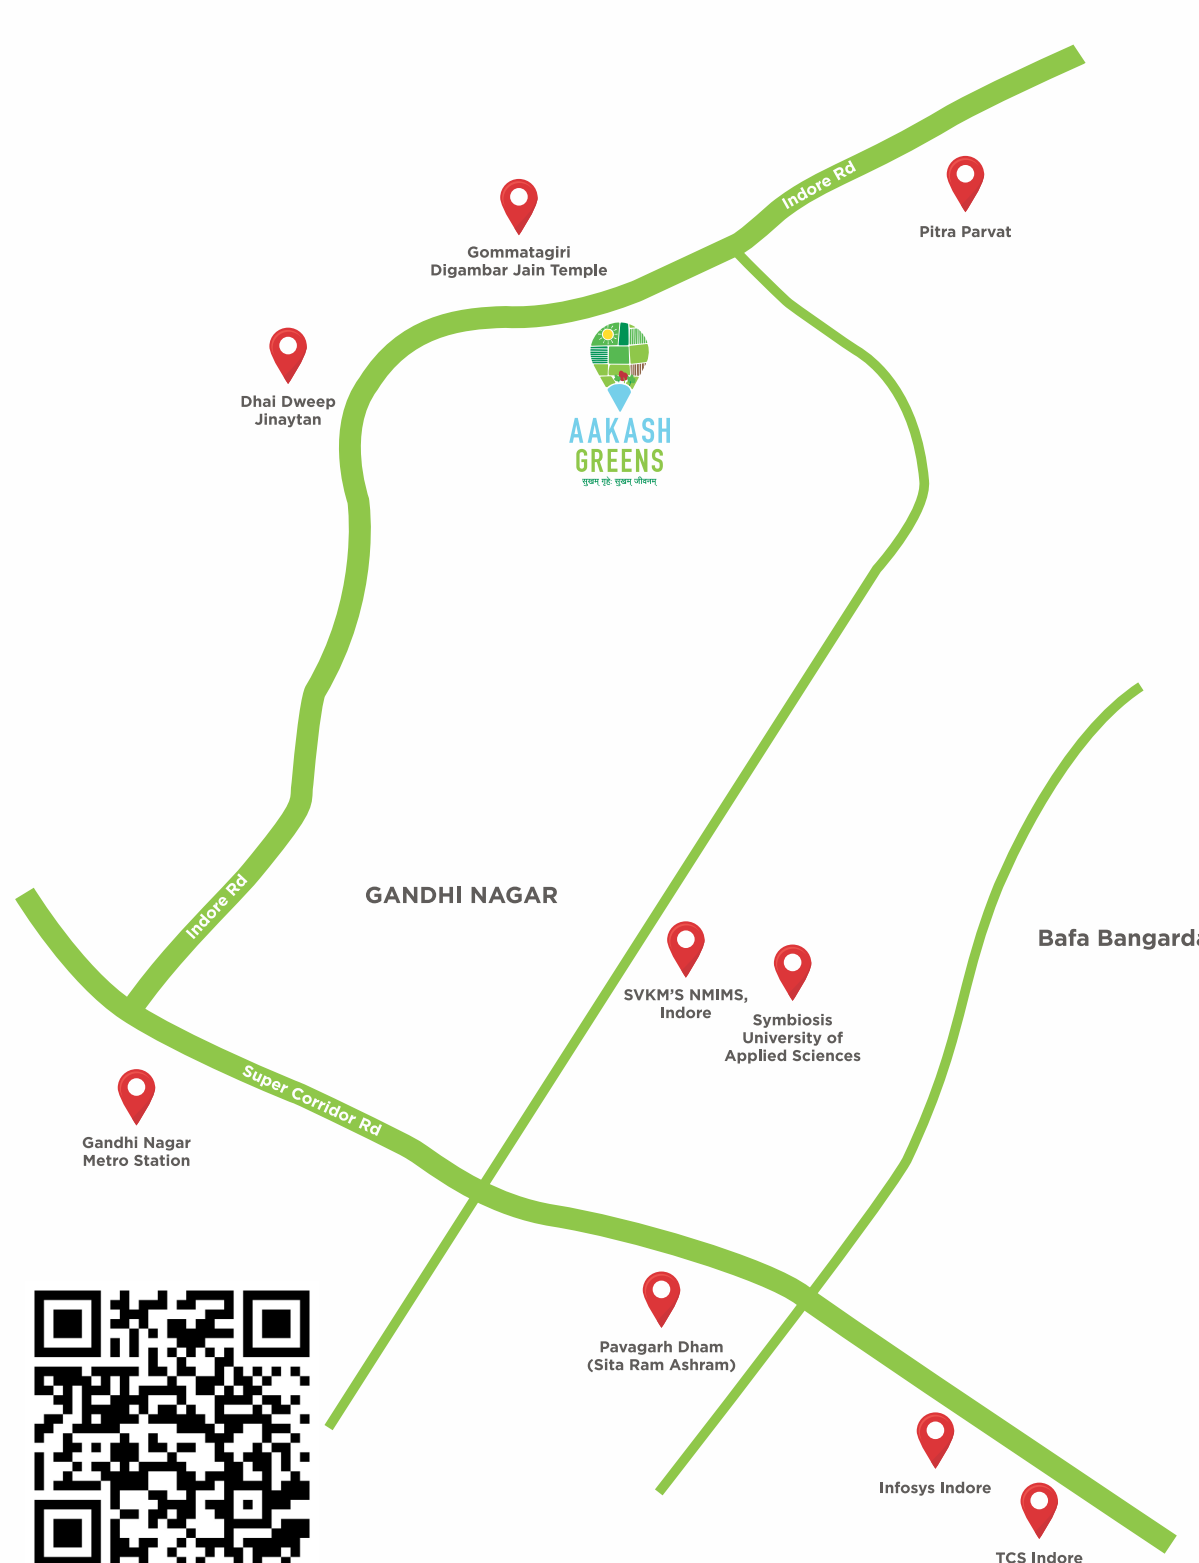 Indore Rd
Pitra Parvat
Gommatagiri
Digambar Jain Temple
Dhai Dweep
Jinaytan
AAKASH
GREENS
सुखम् गृहेः सुखम् जीवनम्
Indore Rd
GANDHI NAGAR
Bafa Bangarda
SVKM'S NMIMS,
Indore
Symbiosis
University of
Applied Sciences
Super Corridor Rd
Gandhi Nagar
Metro Station
Pavagarh Dham
(Sita Ram Ashram)
Infosys Indore
TCS Indore